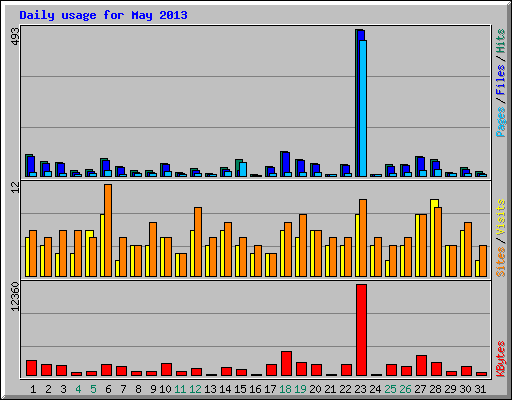 Daily usage for May 2013
493
Pages / Files / Hits
12
Sites / Visits
12360
KBytes
1 2 3 4 5 6 7 8 9 10 11 12 13 14 15 16 17 18 19 20 21 22 23 24 25 26 27 28 29 30 31